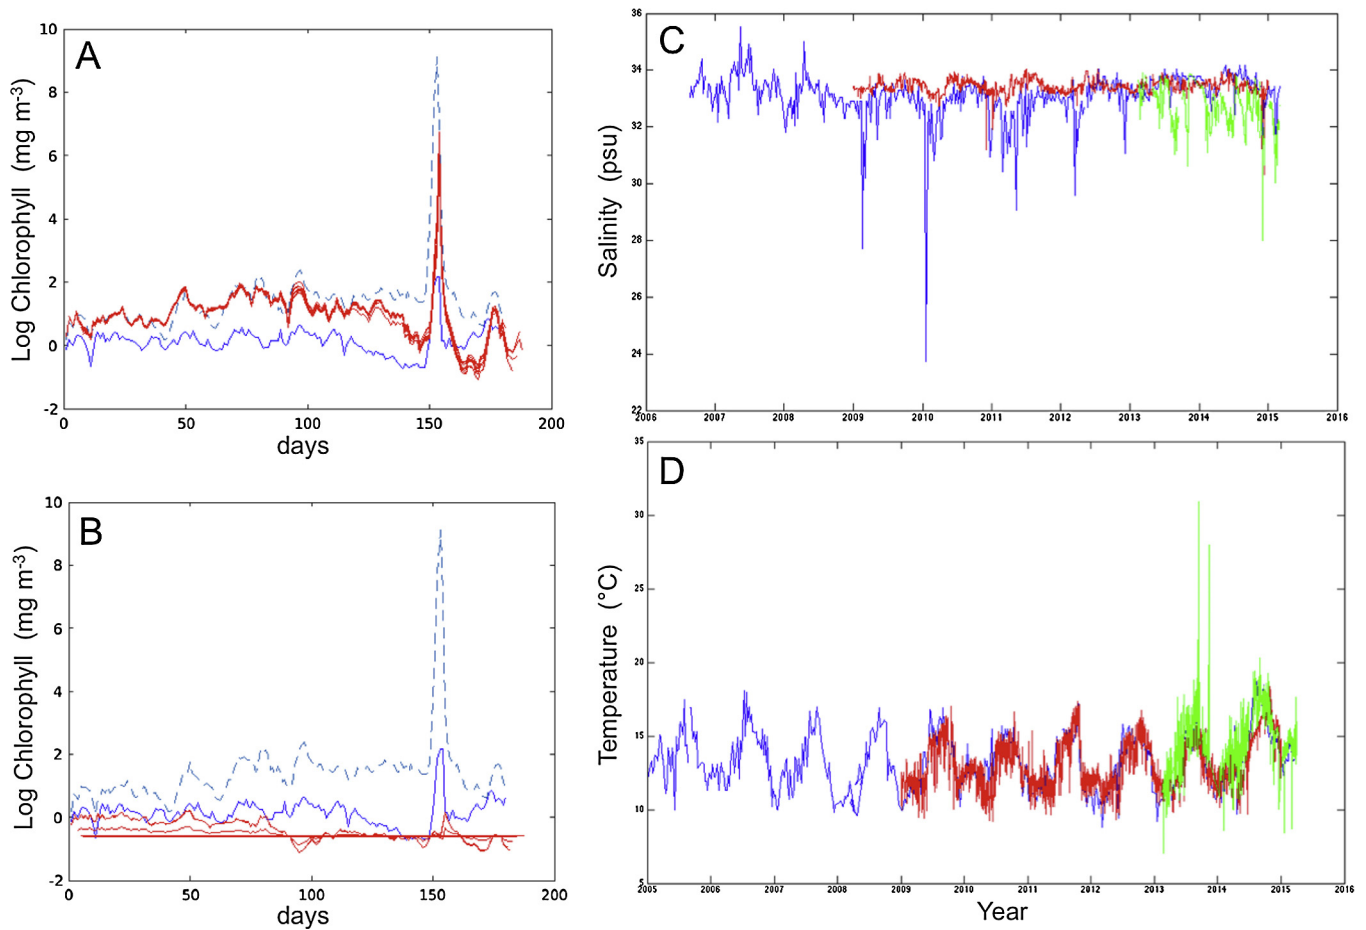 A
Log Chlorophyll (mg m-3)
10
8
6
4
2
0
-2
0 50 100 150 200
days
B
Log Chlorophyll (mg m-3)
10
8
6
4
2
0
-2
0 50 100 150 200
days
C
Salinity (psu)
36
34
32
30
28
26
24
22
2006 2007 2008 2009 2010 2011 2012 2013 2014 2015 2016
D
Temperature (°C)
35
30
25
20
15
10
5
2005 2006 2007 2008 2009 2010 2011 2012 2013 2014 2015 2016
Year